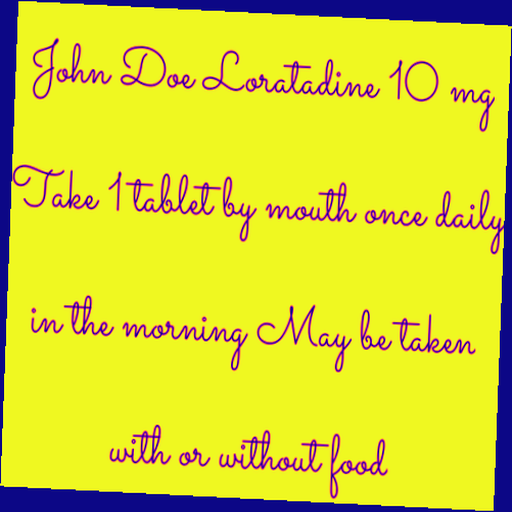 John Doe Loratadine 10 mg
Take 1 tablet by mouth once daily
in the morning May be taken
with or without food